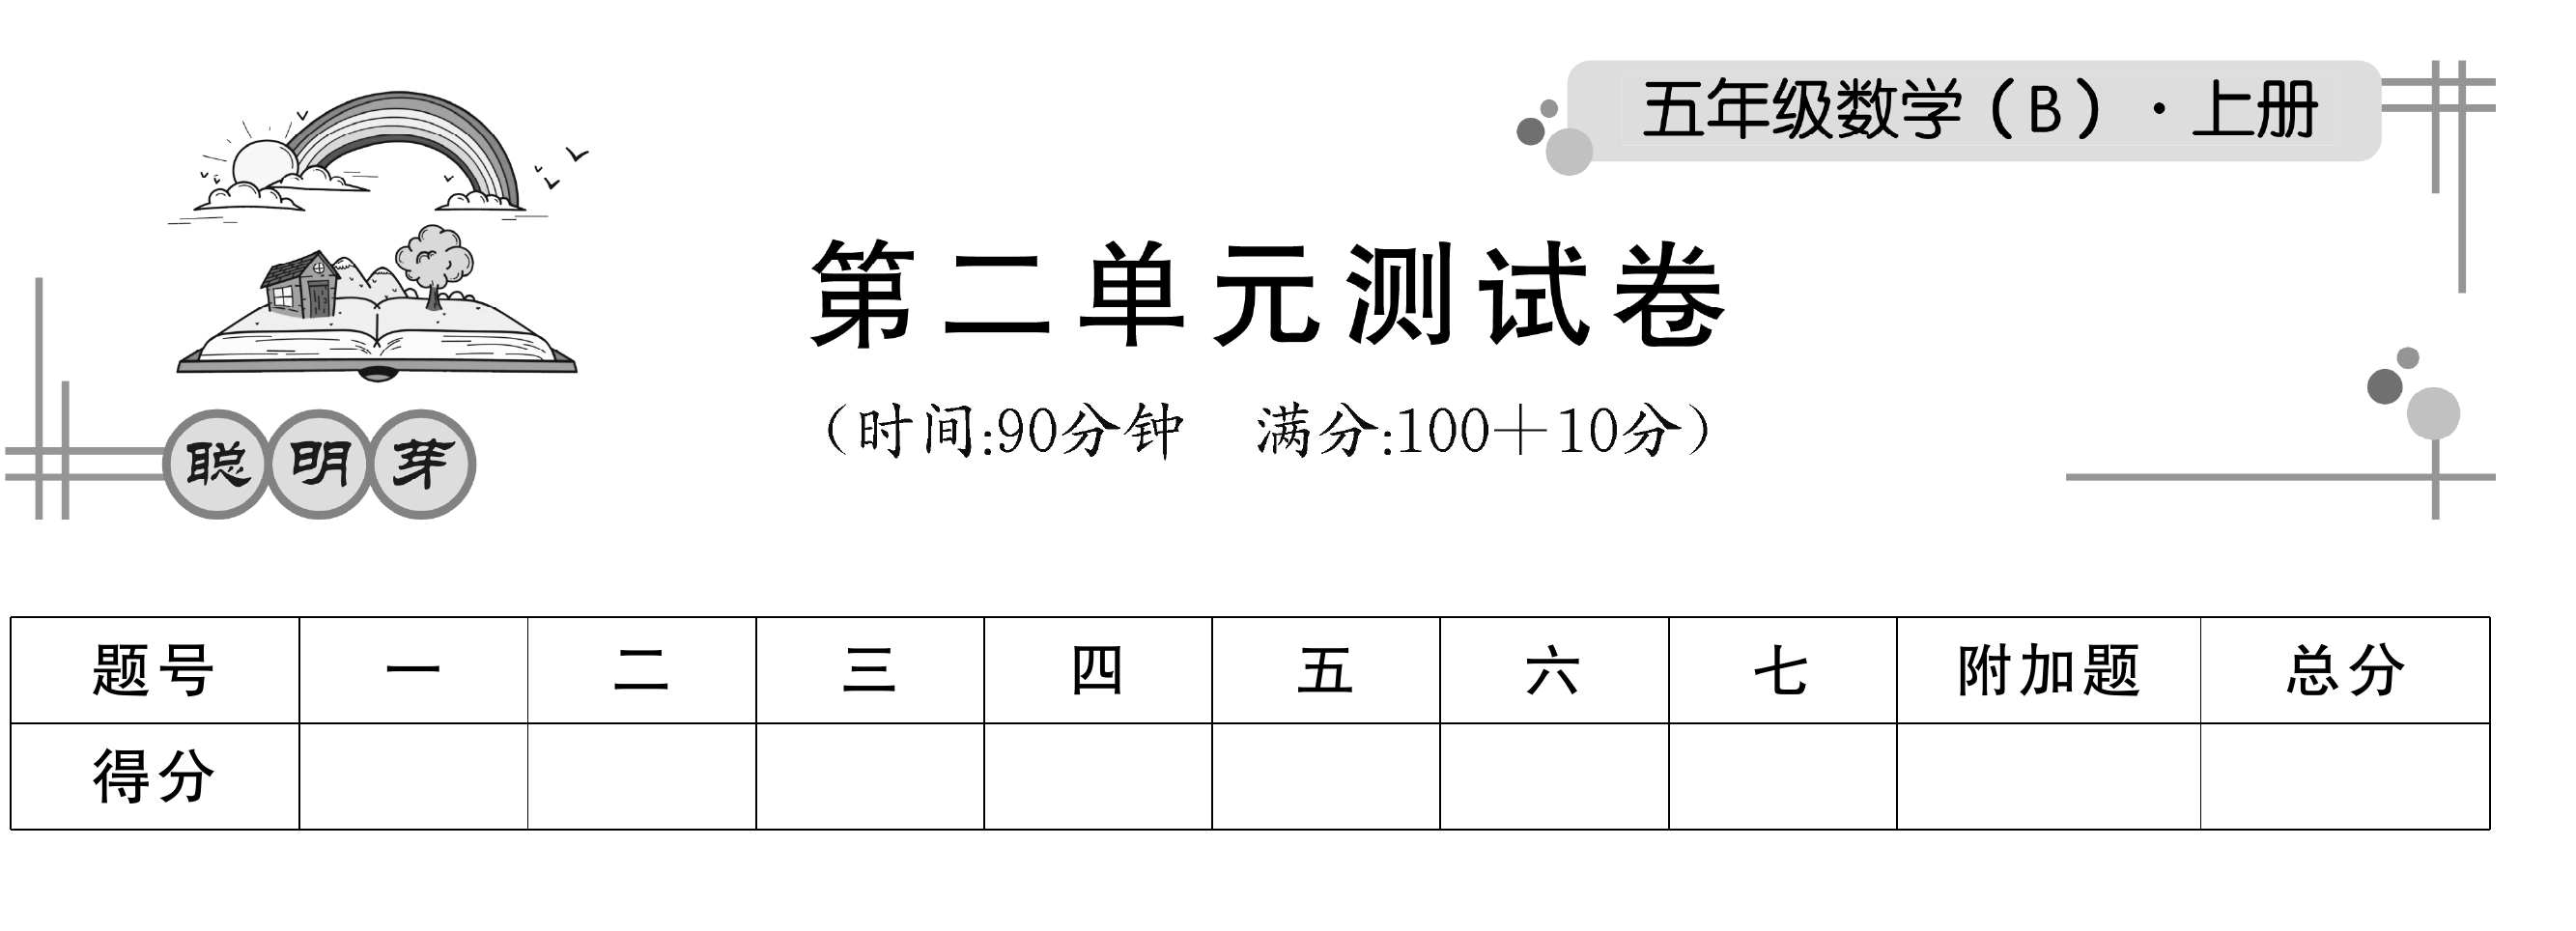 五年级数学(B)·上册
第二单元测试卷
(时间:90分钟 满分:100+10分)
聪明芽
题号 一 二 三 四 五 六 七 附加题 总分
得分